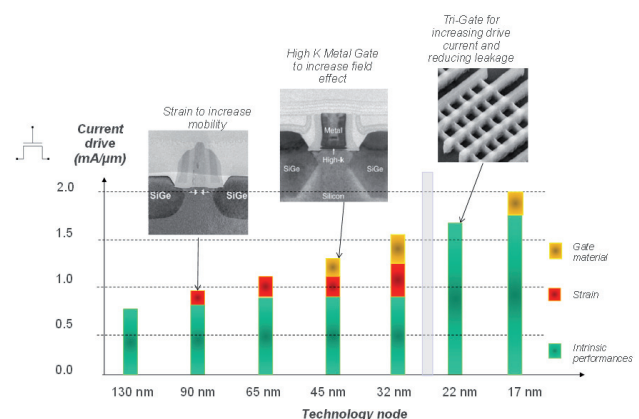 Tri-Gate for
increasing drive
current and
reducing leakage
High K Metal Gate
to increase field
effect
Strain to increase
mobility
Current
drive
(mA/µm)
Metal
High-k
SiGe
SiGe
Silicon
SiGe
SiGe
2.0
1.5
1.0
0.5
0.0
Gate
material
Strain
Intrinsic
performances
130 nm
90 nm
65 nm
45 nm
32 nm
22 nm
17 nm
Technology node